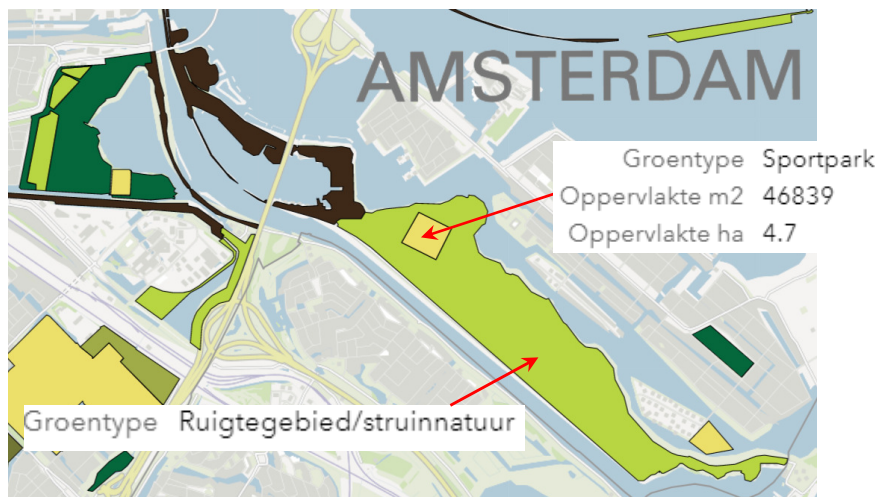 AMSTERDAM
Groentype Sportpark
Oppervlakte m2 46839
Oppervlakte ha 4.7
Groentype Ruigtegebied/struinnatuur